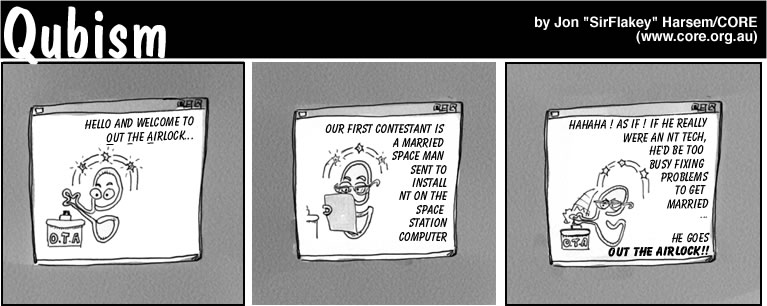 Qubism
by Jon "SirFlakey" Harsem/CORE
(www.core.org.au)
HELLO AND WELCOME TO
OUT THE AIRLOCK..
O.T.A
OUR FIRST CONTESTANT IS
A MARRIED
SPACE MAN
SENT TO
INSTALL
NT ON THE
SPACE
STATION
COMPUTER
HAHAHA ! AS IF ! IF HE REALLY
WERE AN NT TECH,
HE'D BE TOO
BUSY FIXING
PROBLEMS
TO GET
MARRIED
...
HE GOES
OUT THE AIRLOCK!!
O.T.A